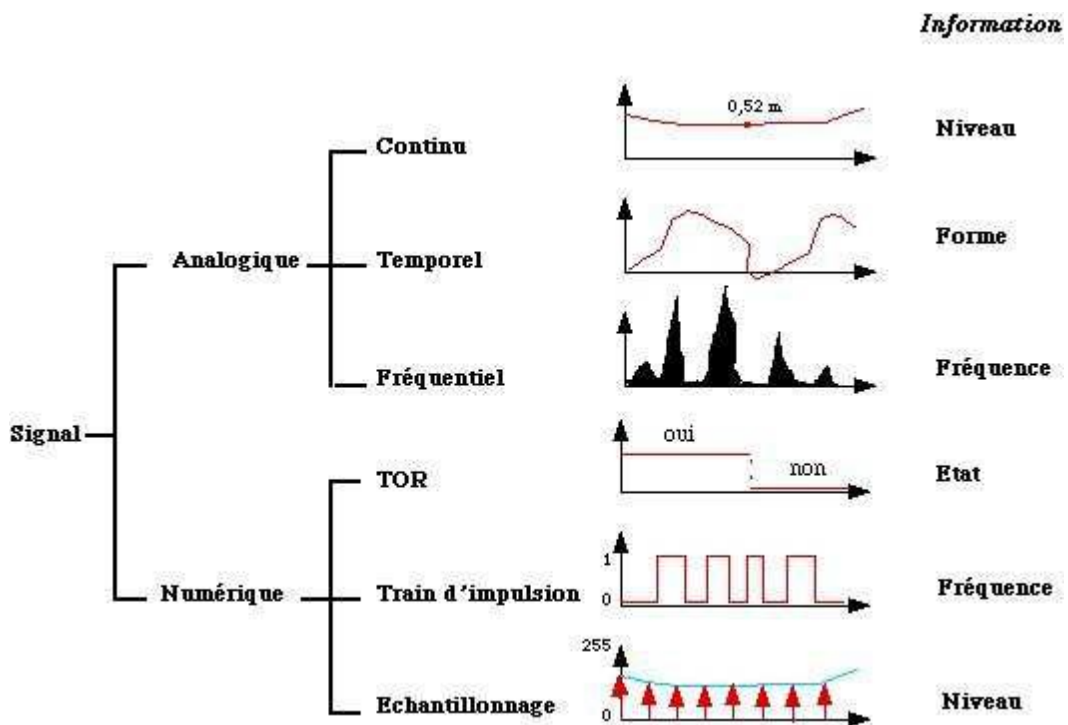 Information
0,52 m
Continu
Niveau
Analogique
Temporel
Forme
Fréquentiel
Fréquence
Signal
oui
non
TOR
Etat
1
0
Numérique
Train d'impulsion
Fréquence
255
0
Echantillonnage
Niveau